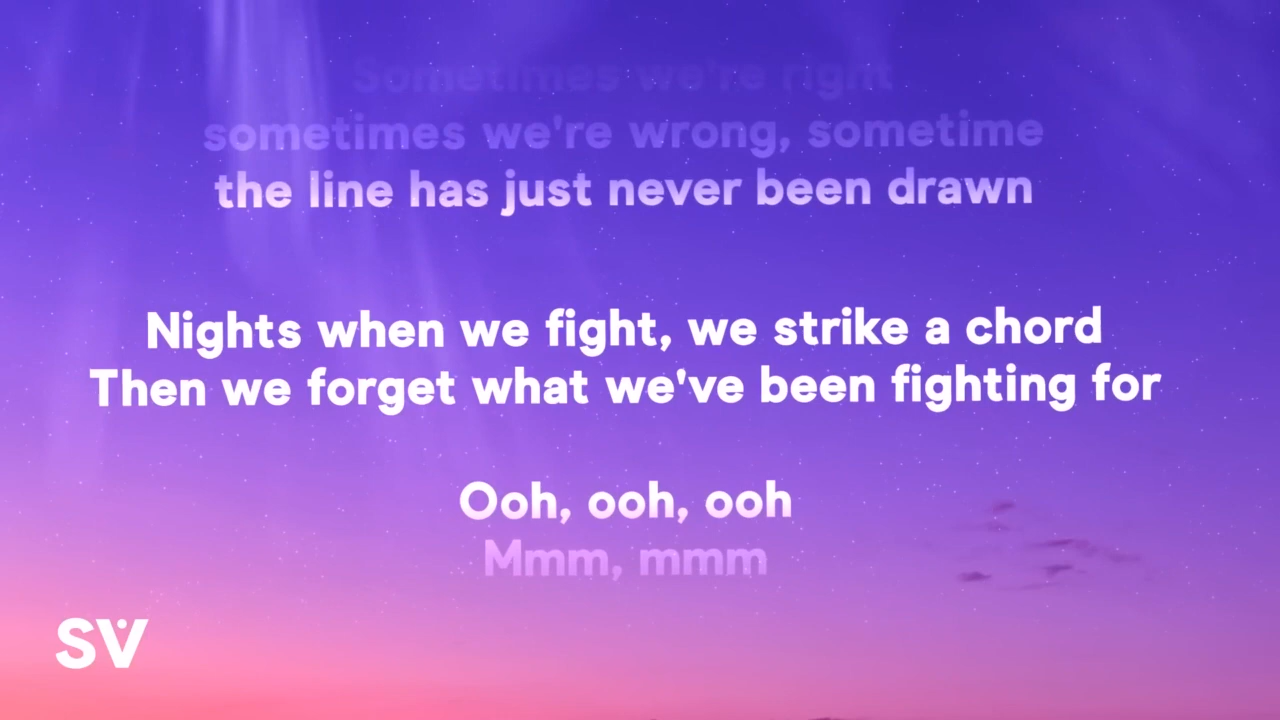 Sometimes we're right
sometimes we're wrong, sometime
the line has just never been drawn
Nights when we fight, we strike a chord
Then we forget what we've been fighting for
Ooh, ooh, ooh
Mmm, mmm
SV